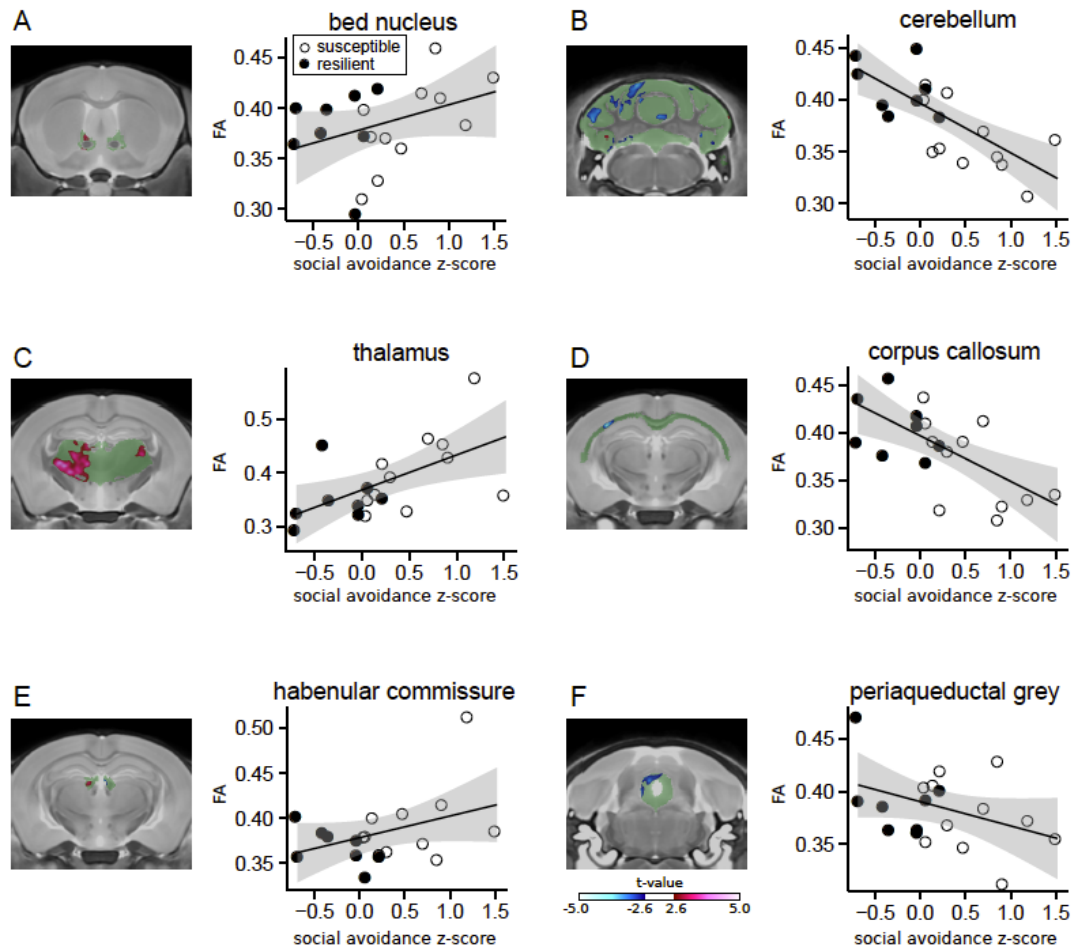 A
bed nucleus
susceptible
resilient
FA
0.45
0.40
0.35
0.30
−0.5 0.0 0.5 1.0 1.5
social avoidance z-score
B
cerebellum
FA
0.45
0.40
0.35
0.30
−0.5 0.0 0.5 1.0 1.5
social avoidance z-score
C
thalamus
FA
0.5
0.4
0.3
−0.5 0.0 0.5 1.0 1.5
social avoidance z-score
D
corpus callosum
FA
0.45
0.40
0.35
0.30
−0.5 0.0 0.5 1.0 1.5
social avoidance z-score
E
habenular commissure
FA
0.50
0.45
0.40
0.35
−0.5 0.0 0.5 1.0 1.5
social avoidance z-score
F
periaqueductal grey
FA
0.45
0.40
0.35
−0.5 0.0 0.5 1.0 1.5
social avoidance z-score
t-value
-5.0 -2.6 2.6 5.0